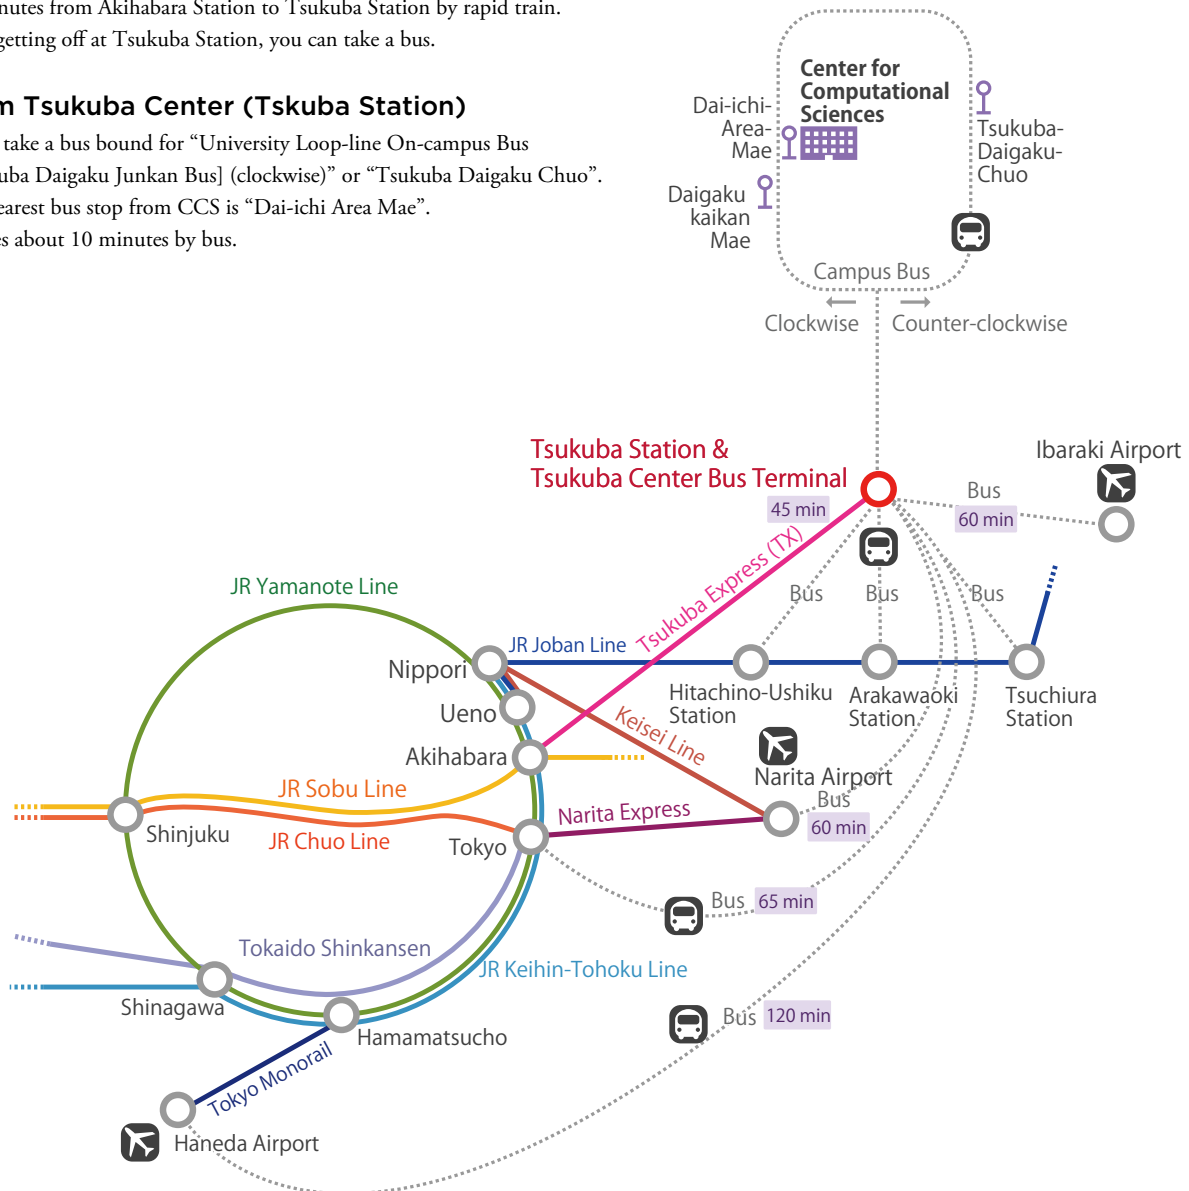 nutes from Akihabara Station to Tsukuba Station by rapid train.
getting off at Tsukuba Station, you can take a bus.
m Tsukuba Center (Tskuba Station)
take a bus bound for “University Loop-line On-campus Bus
uba Daigaku Junkan Bus] (clockwise)” or “Tsukuba Daigaku Chuo”.
earest bus stop from CCS is “Dai-ichi Area Mae”.
es about 10 minutes by bus.
Center for
Computational
Sciences
Dai-ichi-
Area-
Mae
Tsukuba-
Daigaku-
Chuo
Daigaku
kaikan
Mae
Campus Bus
Clockwise
Counter-clockwise
Tsukuba Station &
Tsukuba Center Bus Terminal
45 min
Ibaraki Airport
Bus
60 min
Tsukuba Express (TX)
Bus
Bus
Bus
JR Yamanote Line
JR Joban Line
Nippori
Hitachino-Ushiku
Station
Arakawaoki
Station
Tsuchiura
Station
Ueno
Keisei Line
Akihabara
Narita Airport
Bus
60 min
JR Sobu Line
Narita Express
Shinjuku
JR Chuo Line
Tokyo
Bus
65 min
Tokaido Shinkansen
JR Keihin-Tohoku Line
Shinagawa
Bus
120 min
Hamamatsucho
Tokyo Monorail
Haneda Airport